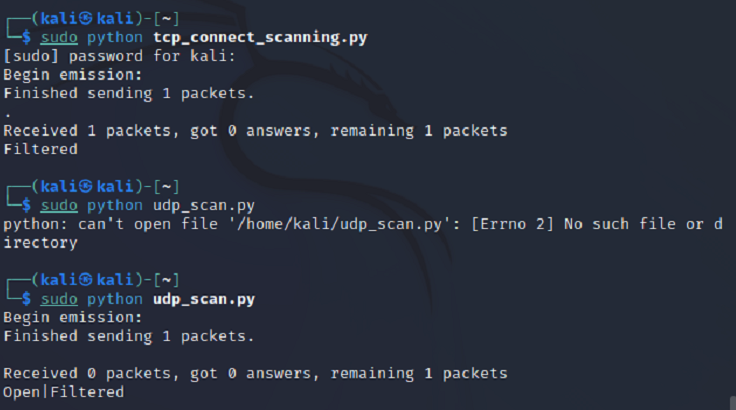 ┌──(kali㉿kali)-[~]
└─$ sudo python tcp_connect_scanning.py
[sudo] password for kali:
Begin emission:
Finished sending 1 packets.
.
Received 1 packets, got 0 answers, remaining 1 packets
Filtered
┌──(kali㉿kali)-[~]
└─$ sudo python udp_scan.py
python: can't open file '/home/kali/udp_scan.py': [Errno 2] No such file or d
irectory
┌──(kali㉿kali)-[~]
└─$ sudo python udp_scan.py
Begin emission:
Finished sending 1 packets.
Received 0 packets, got 0 answers, remaining 1 packets
Open|Filtered